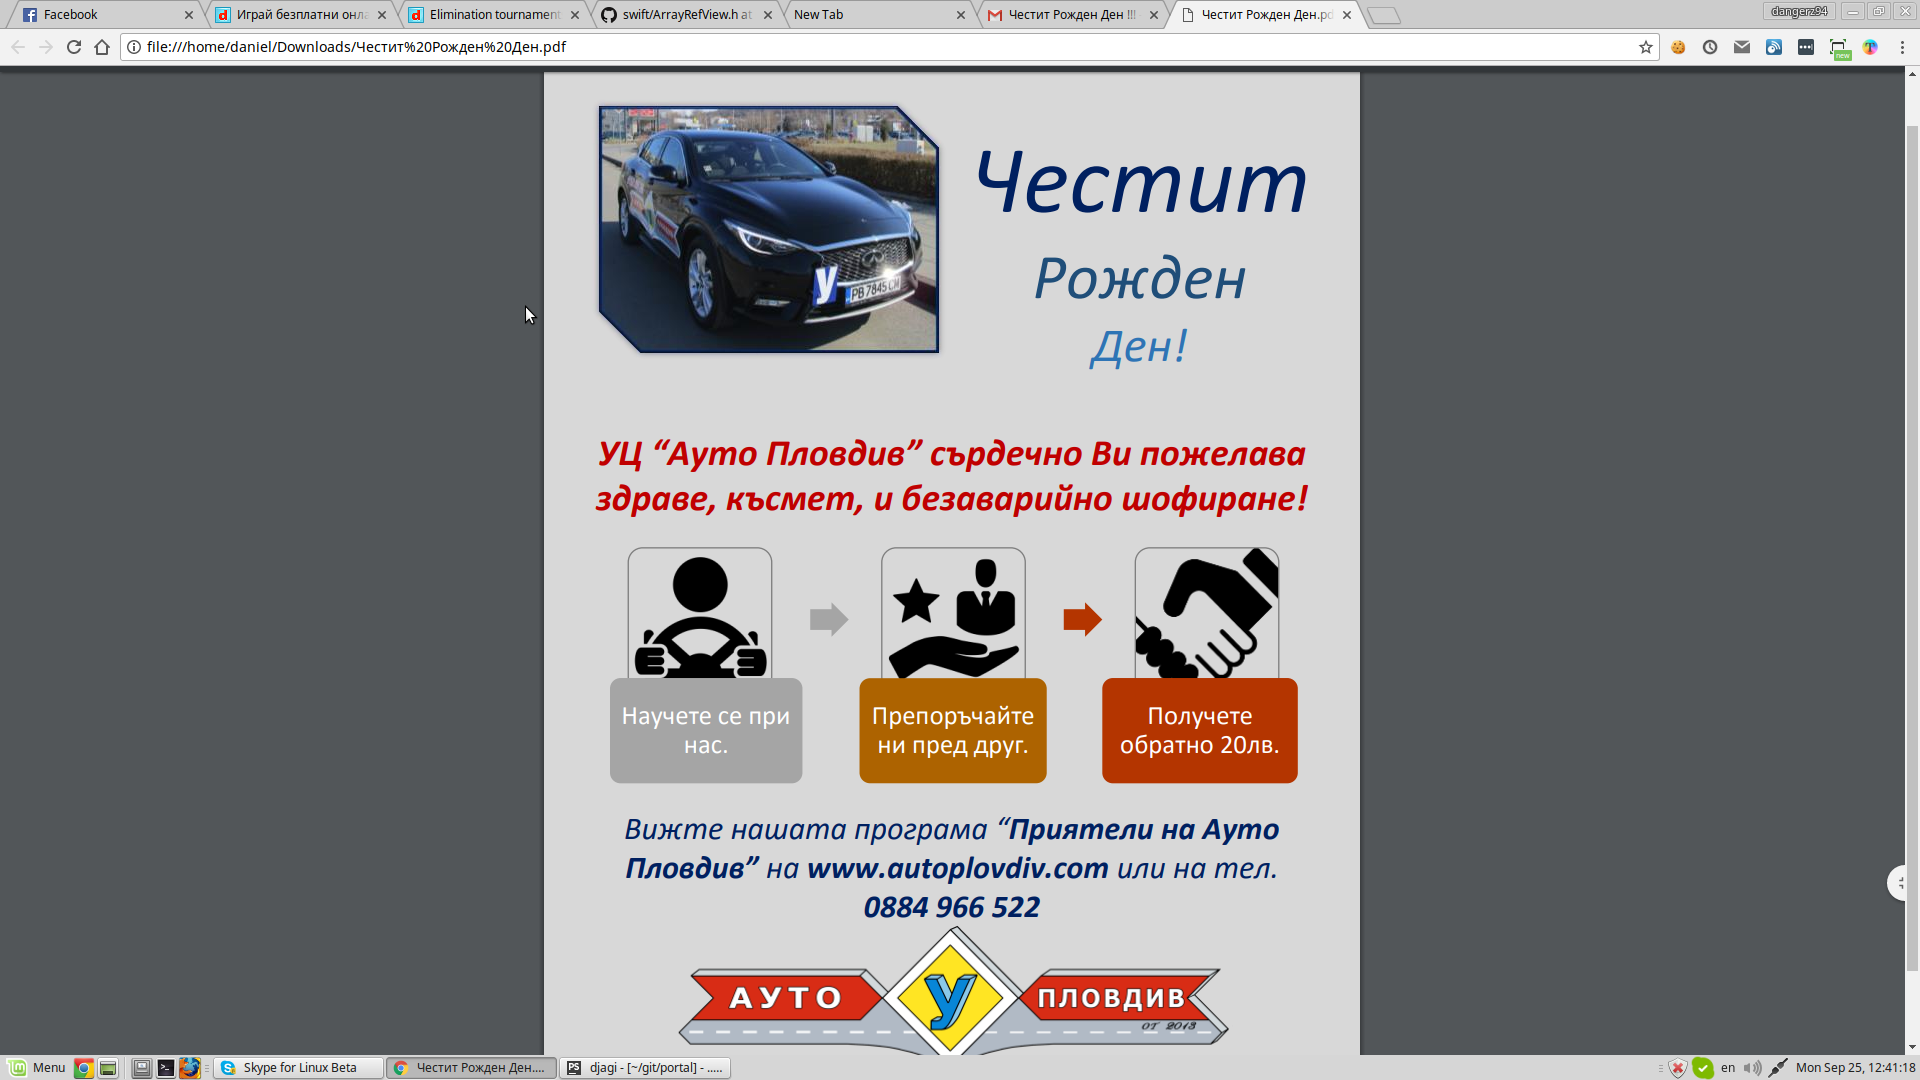 Facebook
Играй безплатни онл
Elimination tournament
swift/ArrayRefView.h at
New Tab
Честит Рожден Ден !!!
Честит Рожден Ден.pd
dangerz94
file:///home/daniel/Downloads/Честит%20Рожден%20Ден.pdf
new
Честит
Рожден
Ден!
У
PB 7845 CH
УЦ “Ауто Пловдив” сърдечно Ви пожелава
здраве, късмет, и безаварийно шофиране!
Научете се при
нас.
Препоръчайте
ни пред друг.
Получете
обратно 20лв.
Вижте нашата програма “Приятели на Ауто
Пловдив” на www.autoplovdiv.com или на тел.
0884 966 522
АУТО
У
ПЛОВДИВ
ОТ 2013
Menu
Skype for Linux Beta
Честит Рожден Ден....
djagi - [~/git/portal] - .....
en
Mon Sep 25, 12:41:18